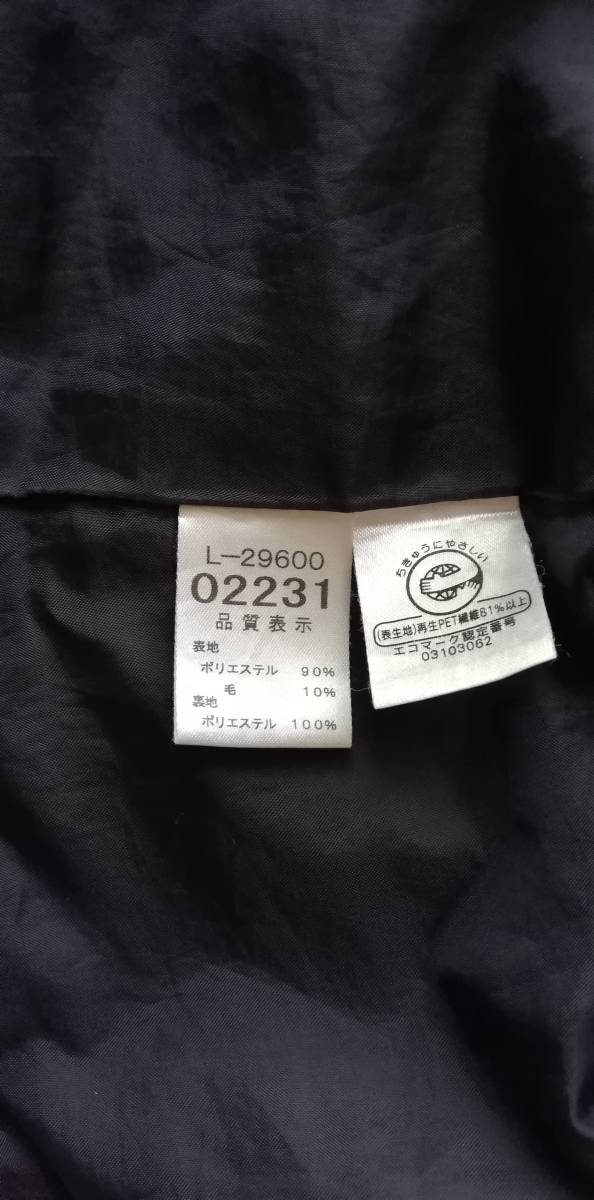 L－29600
02231
品質表示
表地
ポリエステル 90％
毛 10％
裏地
ポリエステル 100％
ちきゅうにやさしい
(表生地)再生PET繊維81％以上
エコマーク認定番号
03103062